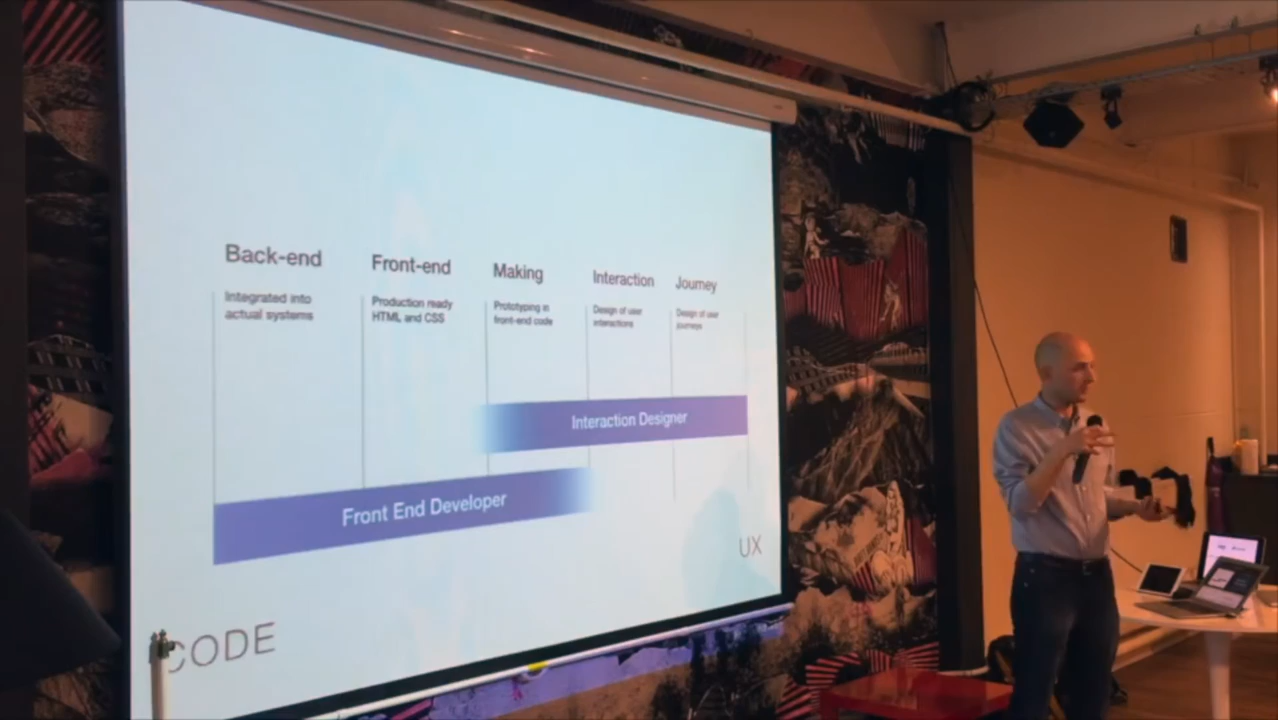 Back-end
Integrated into
actual systems
Front-end
Production ready
HTML and CSS
Making
Prototyping in
front-end code
Interaction
Design of user
interactions
Journey
Design of user
journeys
Interaction Designer
Front End Developer
UX
CODE